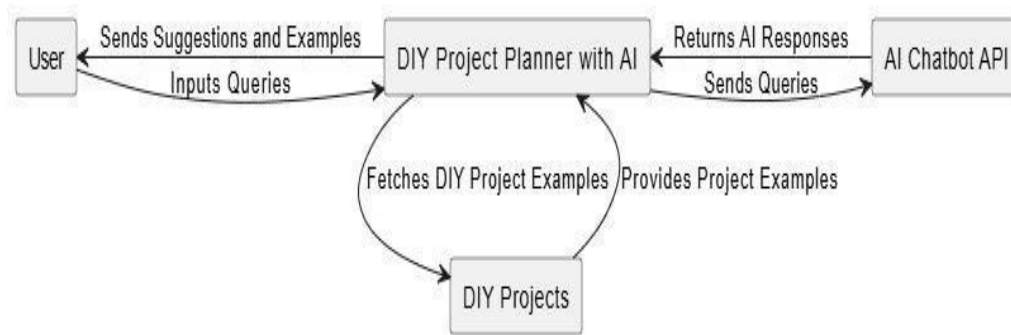 Sends Suggestions and Examples
Returns AI Responses
User
DIY Project Planner with AI
AI Chatbot API
Inputs Queries
Sends Queries
Fetches DIY Project Examples
Provides Project Examples
DIY Projects